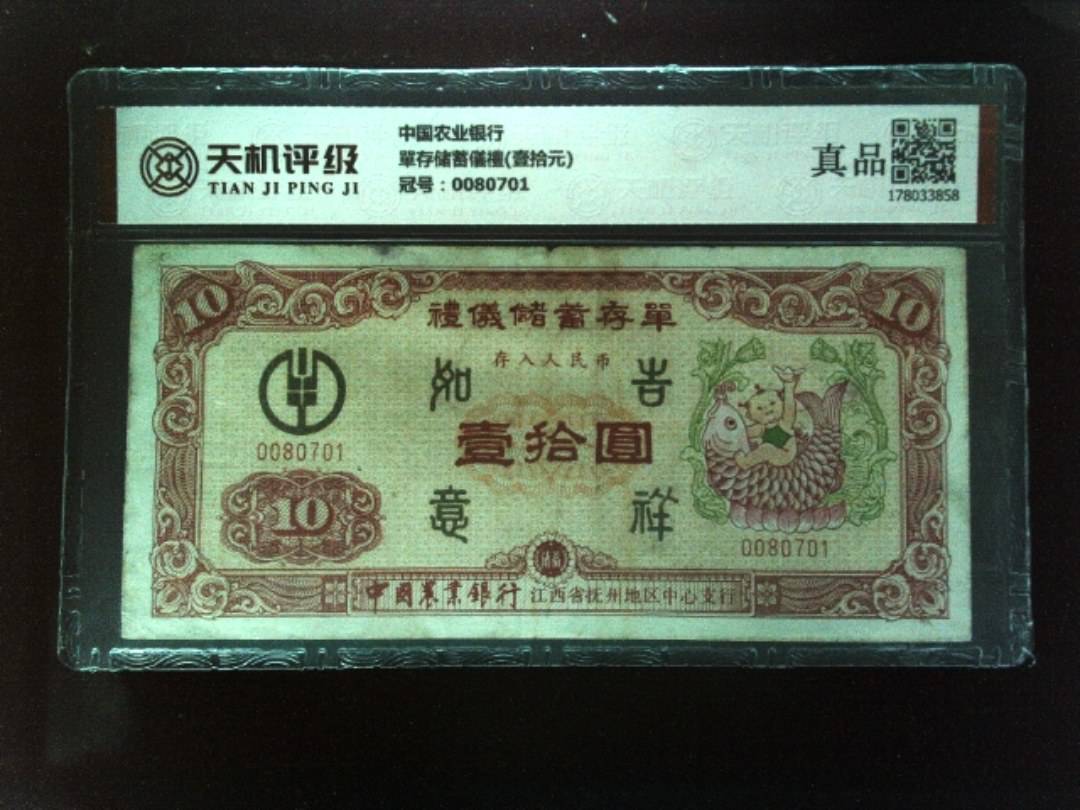 天机评级
TIAN JI PING JI
中国农业银行
單存储蓄儀禮(壹拾元)
冠号：0080701
真品
178033858
10
10
禮儀儲蓄存單
存入人民币
如 吉
壹拾圓
意 祥
0080701
10
0080701
中國農業銀行 江西省抚州地区中心支行